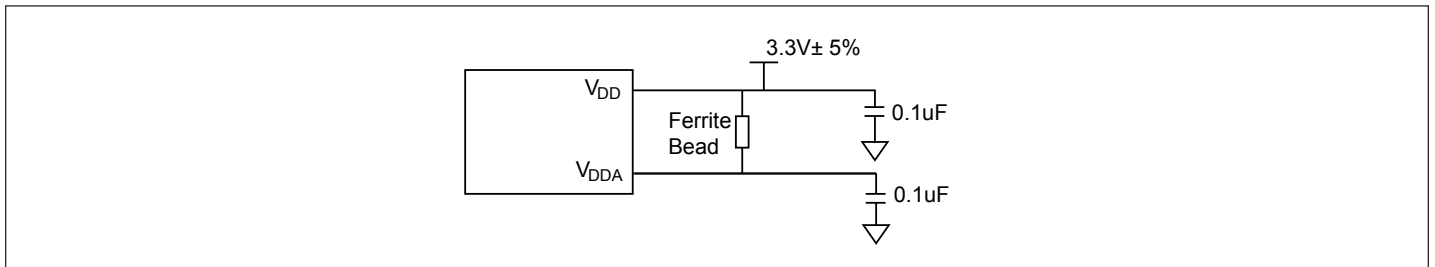 3.3V± 5%
VDD
0.1uF
Ferrite
Bead
VDDA
0.1uF